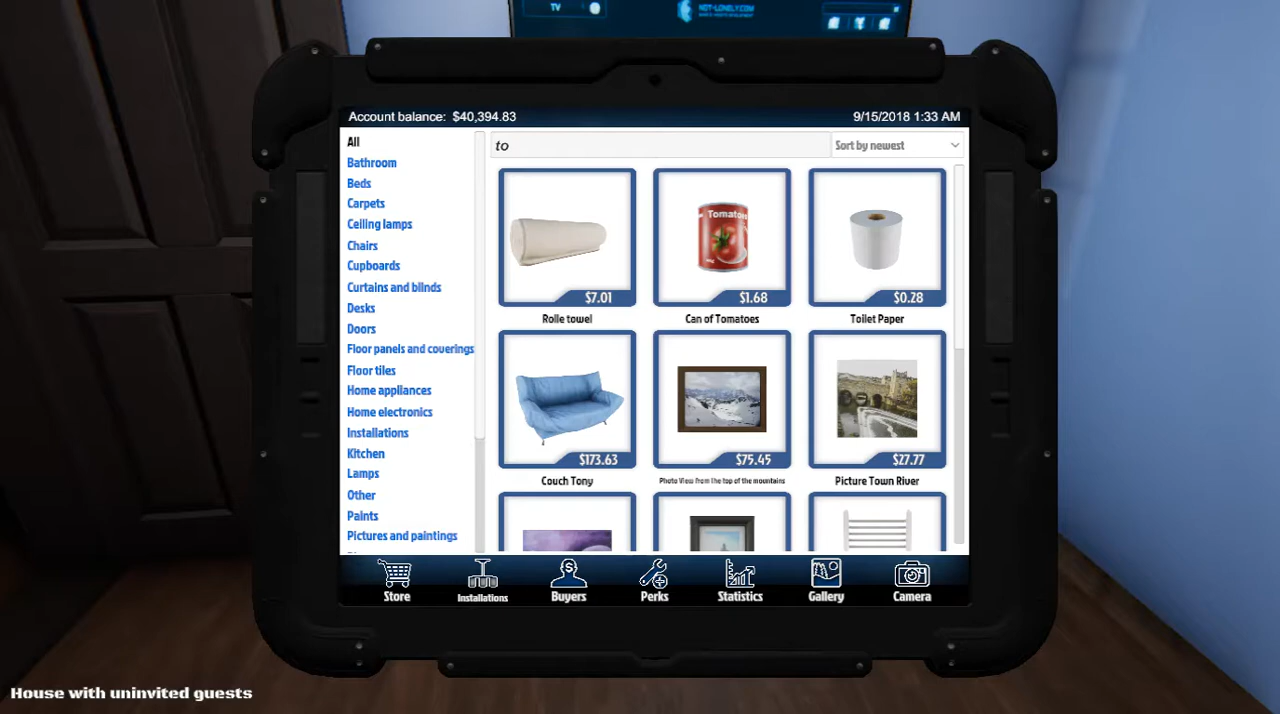 TV
NOT-LONELY.COM
Account balance: $40,394.83
9/15/2018 1:33 AM
All
Bathroom
Beds
Carpets
Ceiling lamps
Chairs
Cupboards
Curtains and blinds
Desks
Doors
Floor panels and coverings
Floor tiles
Home appliances
Home electronics
Installations
Kitchen
Lamps
Other
Paints
Pictures and paintings
to
Sort by newest
Tomatoes
$7.01
$1.68
$0.28
Rolle towel
Can of Tomatoes
Toilet Paper
$173.63
$75.45
$27.77
Couch Tony
Photo View from the top of the mountains
Picture Town River
Store
Installations
Buyers
Perks
Statistics
Gallery
Camera
House with uninvited guests